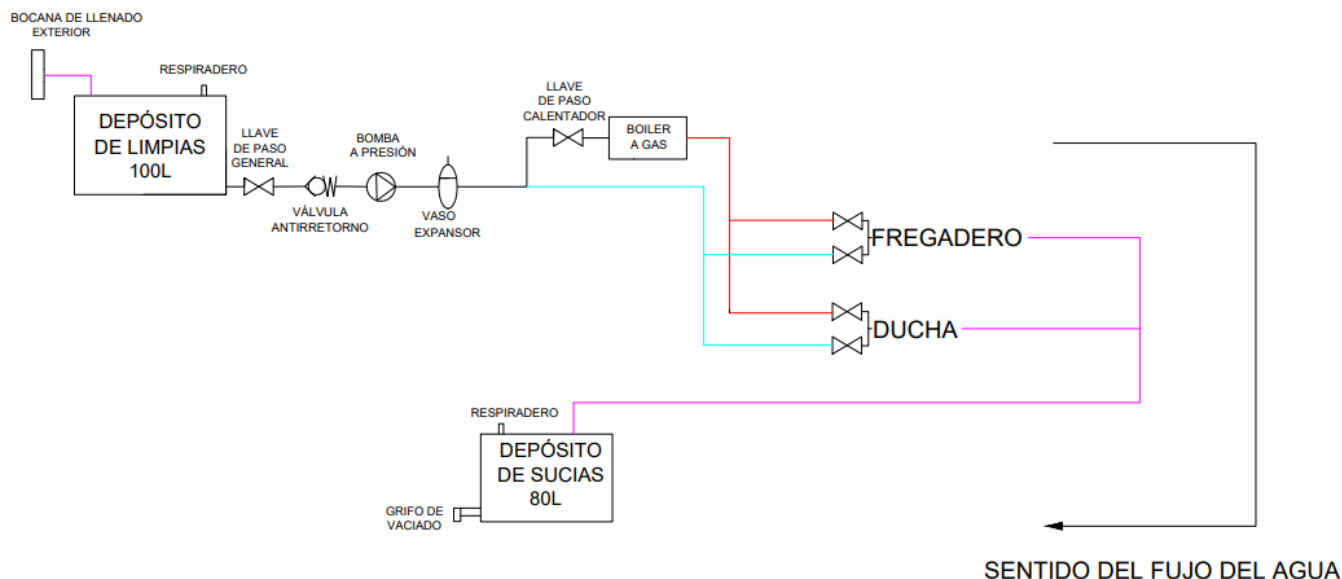 BOCANA DE LLENADO
EXTERIOR
RESPIRADERO
DEPÓSITO
DE LIMPIAS
100L
LLAVE
DE PASO
GENERAL
VÁLVULA
ANTIRRETORNO
BOMBA
A PRESIÓN
VASO
EXPANSOR
LLAVE
DE PASO
CALENTADOR
BOILER
A GAS
FREGADERO
DUCHA
RESPIRADERO
DEPÓSITO
DE SUCIAS
80L
GRIFO DE
VACIADO
SENTIDO DEL FUJO DEL AGUA